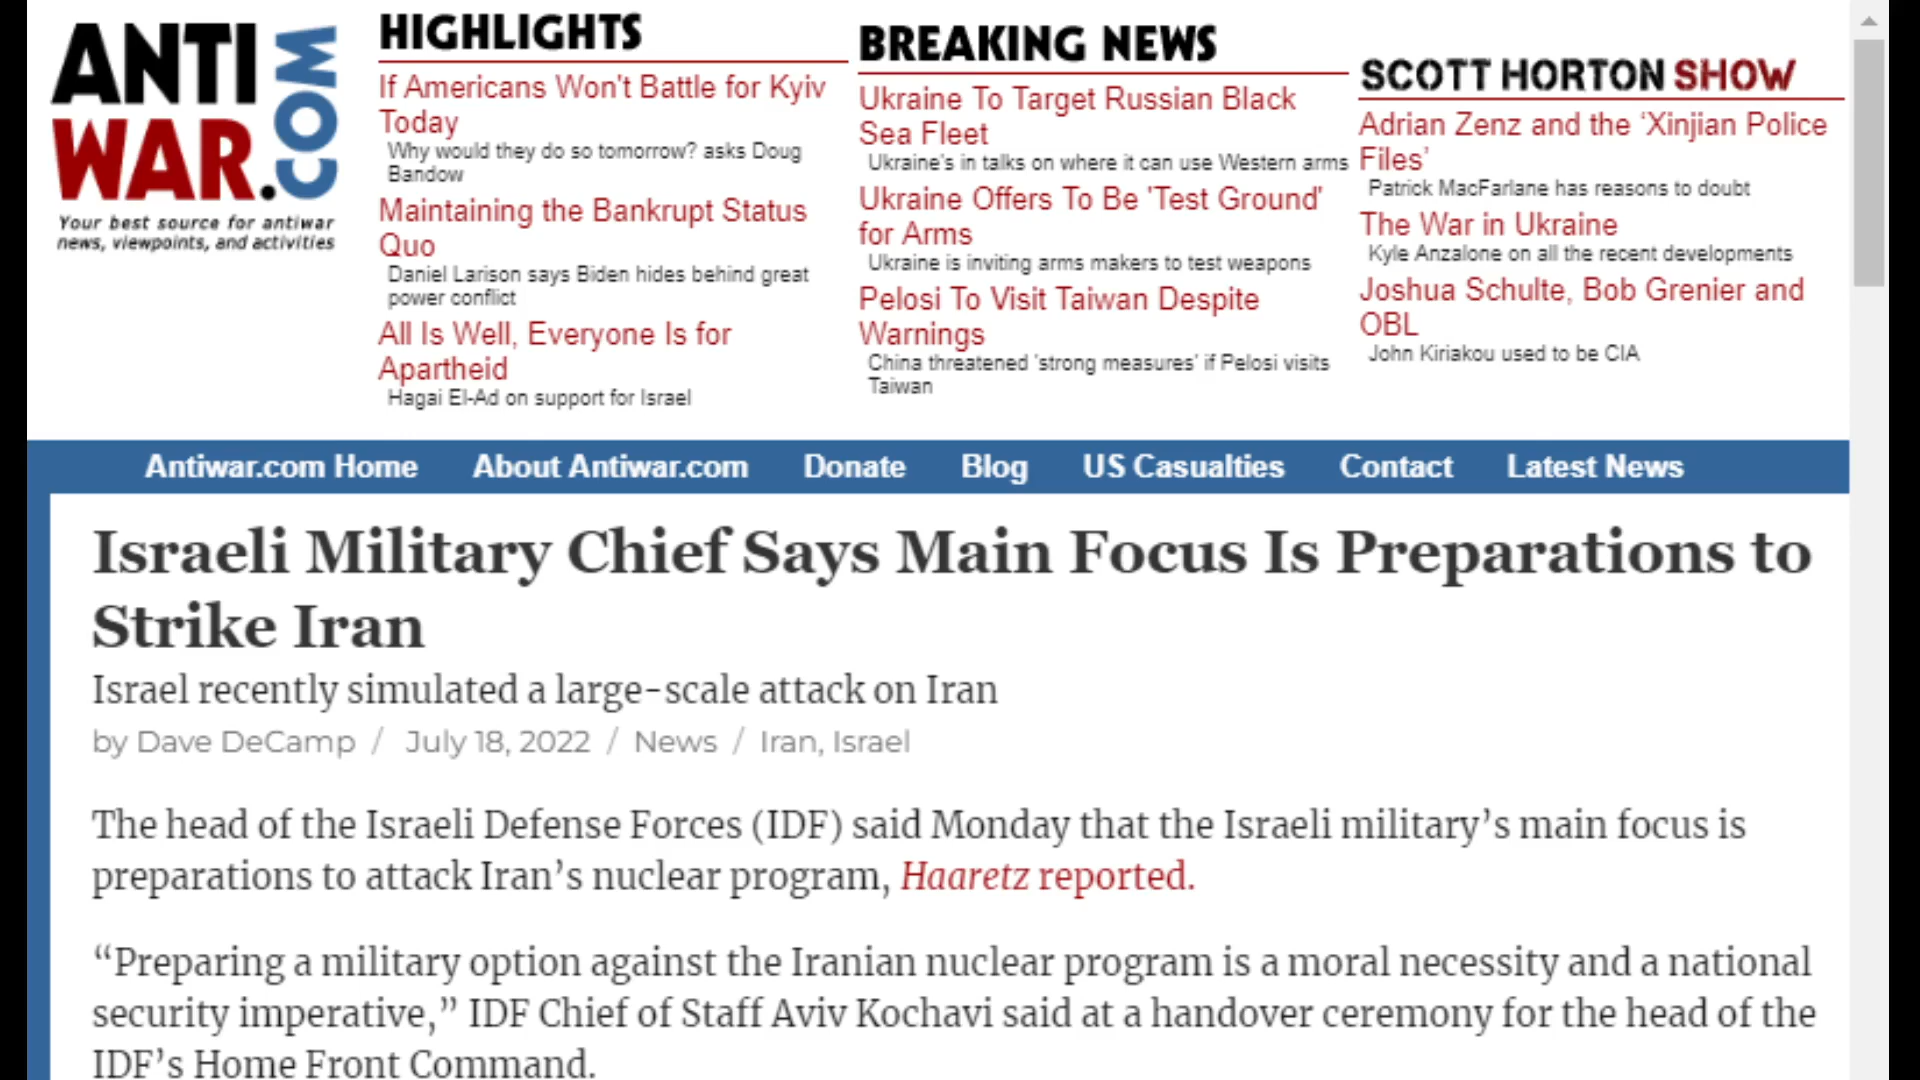 ANTI
WAR.COM
Your best source for antiwar
news, viewpoints, and activities
HIGHLIGHTS
If Americans Won't Battle for Kyiv
Today
Why would they do so tomorrow? asks Doug
Bandow
Maintaining the Bankrupt Status
Quo
Daniel Larison says Biden hides behind great
power conflict
All Is Well, Everyone Is for
Apartheid
Hagai El-Ad on support for Israel
BREAKING NEWS
Ukraine To Target Russian Black
Sea Fleet
Ukraine's in talks on where it can use Western arms
Ukraine Offers To Be 'Test Ground'
for Arms
Ukraine is inviting arms makers to test weapons
Pelosi To Visit Taiwan Despite
Warnings
China threatened 'strong measures' if Pelosi visits
Taiwan
SCOTT HORTON SHOW
Adrian Zenz and the ‘Xinjian Police
Files’
Patrick MacFarlane has reasons to doubt
The War in Ukraine
Kyle Anzalone on all the recent developments
Joshua Schulte, Bob Grenier and
OBL
John Kiriakou used to be CIA
Antiwar.com Home About Antiwar.com Donate Blog US Casualties Contact Latest News
Israeli Military Chief Says Main Focus Is Preparations to
Strike Iran
Israel recently simulated a large-scale attack on Iran
by Dave DeCamp / July 18, 2022 / News / Iran, Israel
The head of the Israeli Defense Forces (IDF) said Monday that the Israeli military’s main focus is
preparations to attack Iran’s nuclear program, Haaretz reported.
“Preparing a military option against the Iranian nuclear program is a moral necessity and a national
security imperative,” IDF Chief of Staff Aviv Kochavi said at a handover ceremony for the head of the
IDF’s Home Front Command.